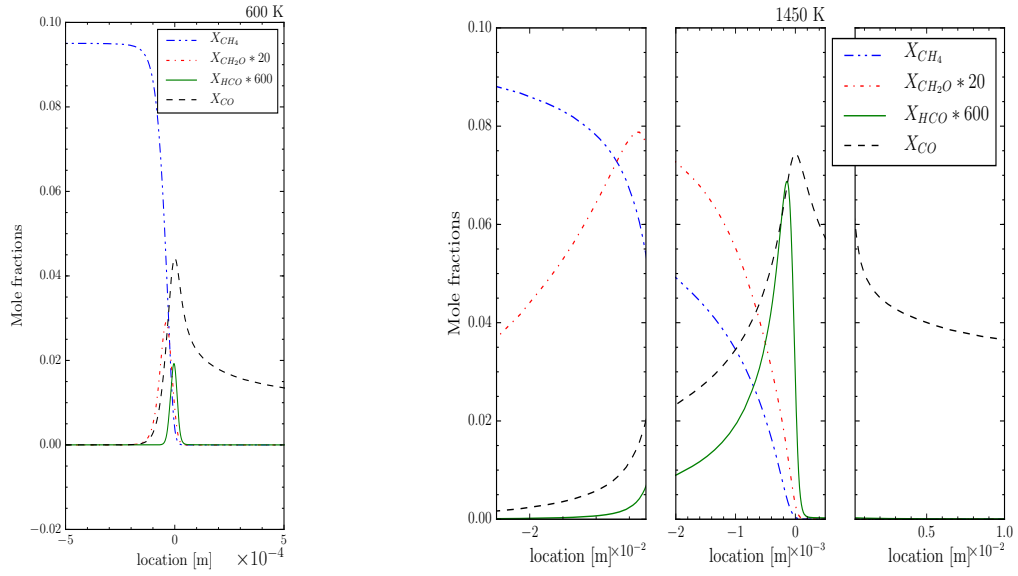 600 K
0.10
0.08
0.06
0.04
0.02
0.00
−0.02
Mole fractions
X_{CH_4}
X_{CH_2O} * 20
X_{HCO} * 600
X_{CO}
−5 0 5
location [m] ×10^{−4}
1450 K
0.10
0.08
0.06
0.04
0.02
0.00
Mole fractions
X_{CH_4}
X_{CH_2O} * 20
X_{HCO} * 600
X_{CO}
−2
location [m] ×10^{−2}
−2 −1 0
location [m] ×10^{−3}
0.5 1.0
location [m] ×10^{−2}